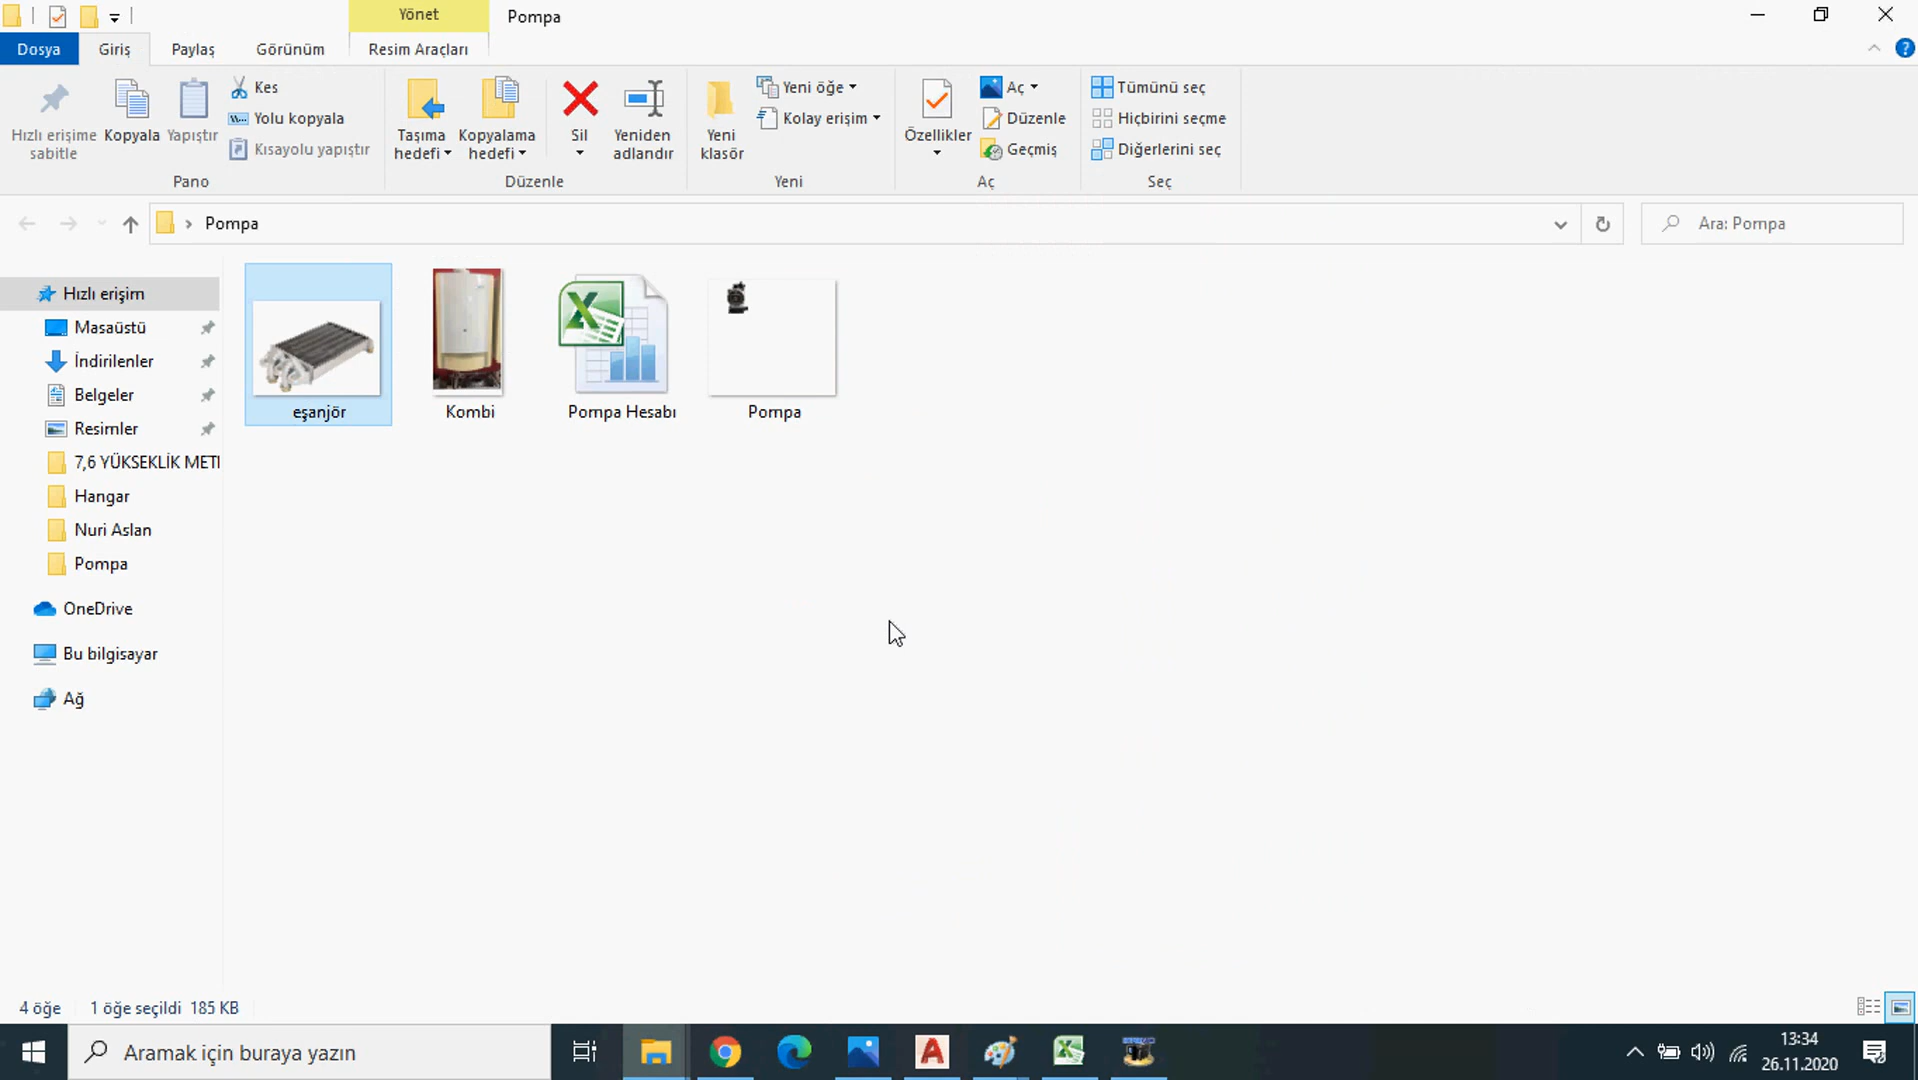 Yönet
Pompa
Dosya
Giriş
Paylaş
Görünüm
Resim Araçları
Hızlı erişime
sabitle
Kopyala
Yapıştır
Kes
Yolu kopyala
Kısayolu yapıştır
Pano
Taşıma
hedefi
Kopyalama
hedefi
Sil
Yeniden
adlandır
Düzenle
Yeni
klasör
Yeni öğe
Kolay erişim
Yeni
Özellikler
Aç
Düzenle
Geçmiş
Aç
Tümünü seç
Hiçbirini seçme
Diğerlerini seç
Seç
Pompa
Ara: Pompa
Hızlı erişim
Masaüstü
İndirilenler
Belgeler
Resimler
7,6 YÜKSEKLİK METI
Hangar
Nuri Aslan
Pompa
OneDrive
Bu bilgisayar
Ağ
eşanjör
Kombi
Pompa Hesabı
Pompa
4 öğe
1 öğe seçildi 185 KB
Aramak için buraya yazın
13:34
26.11.2020